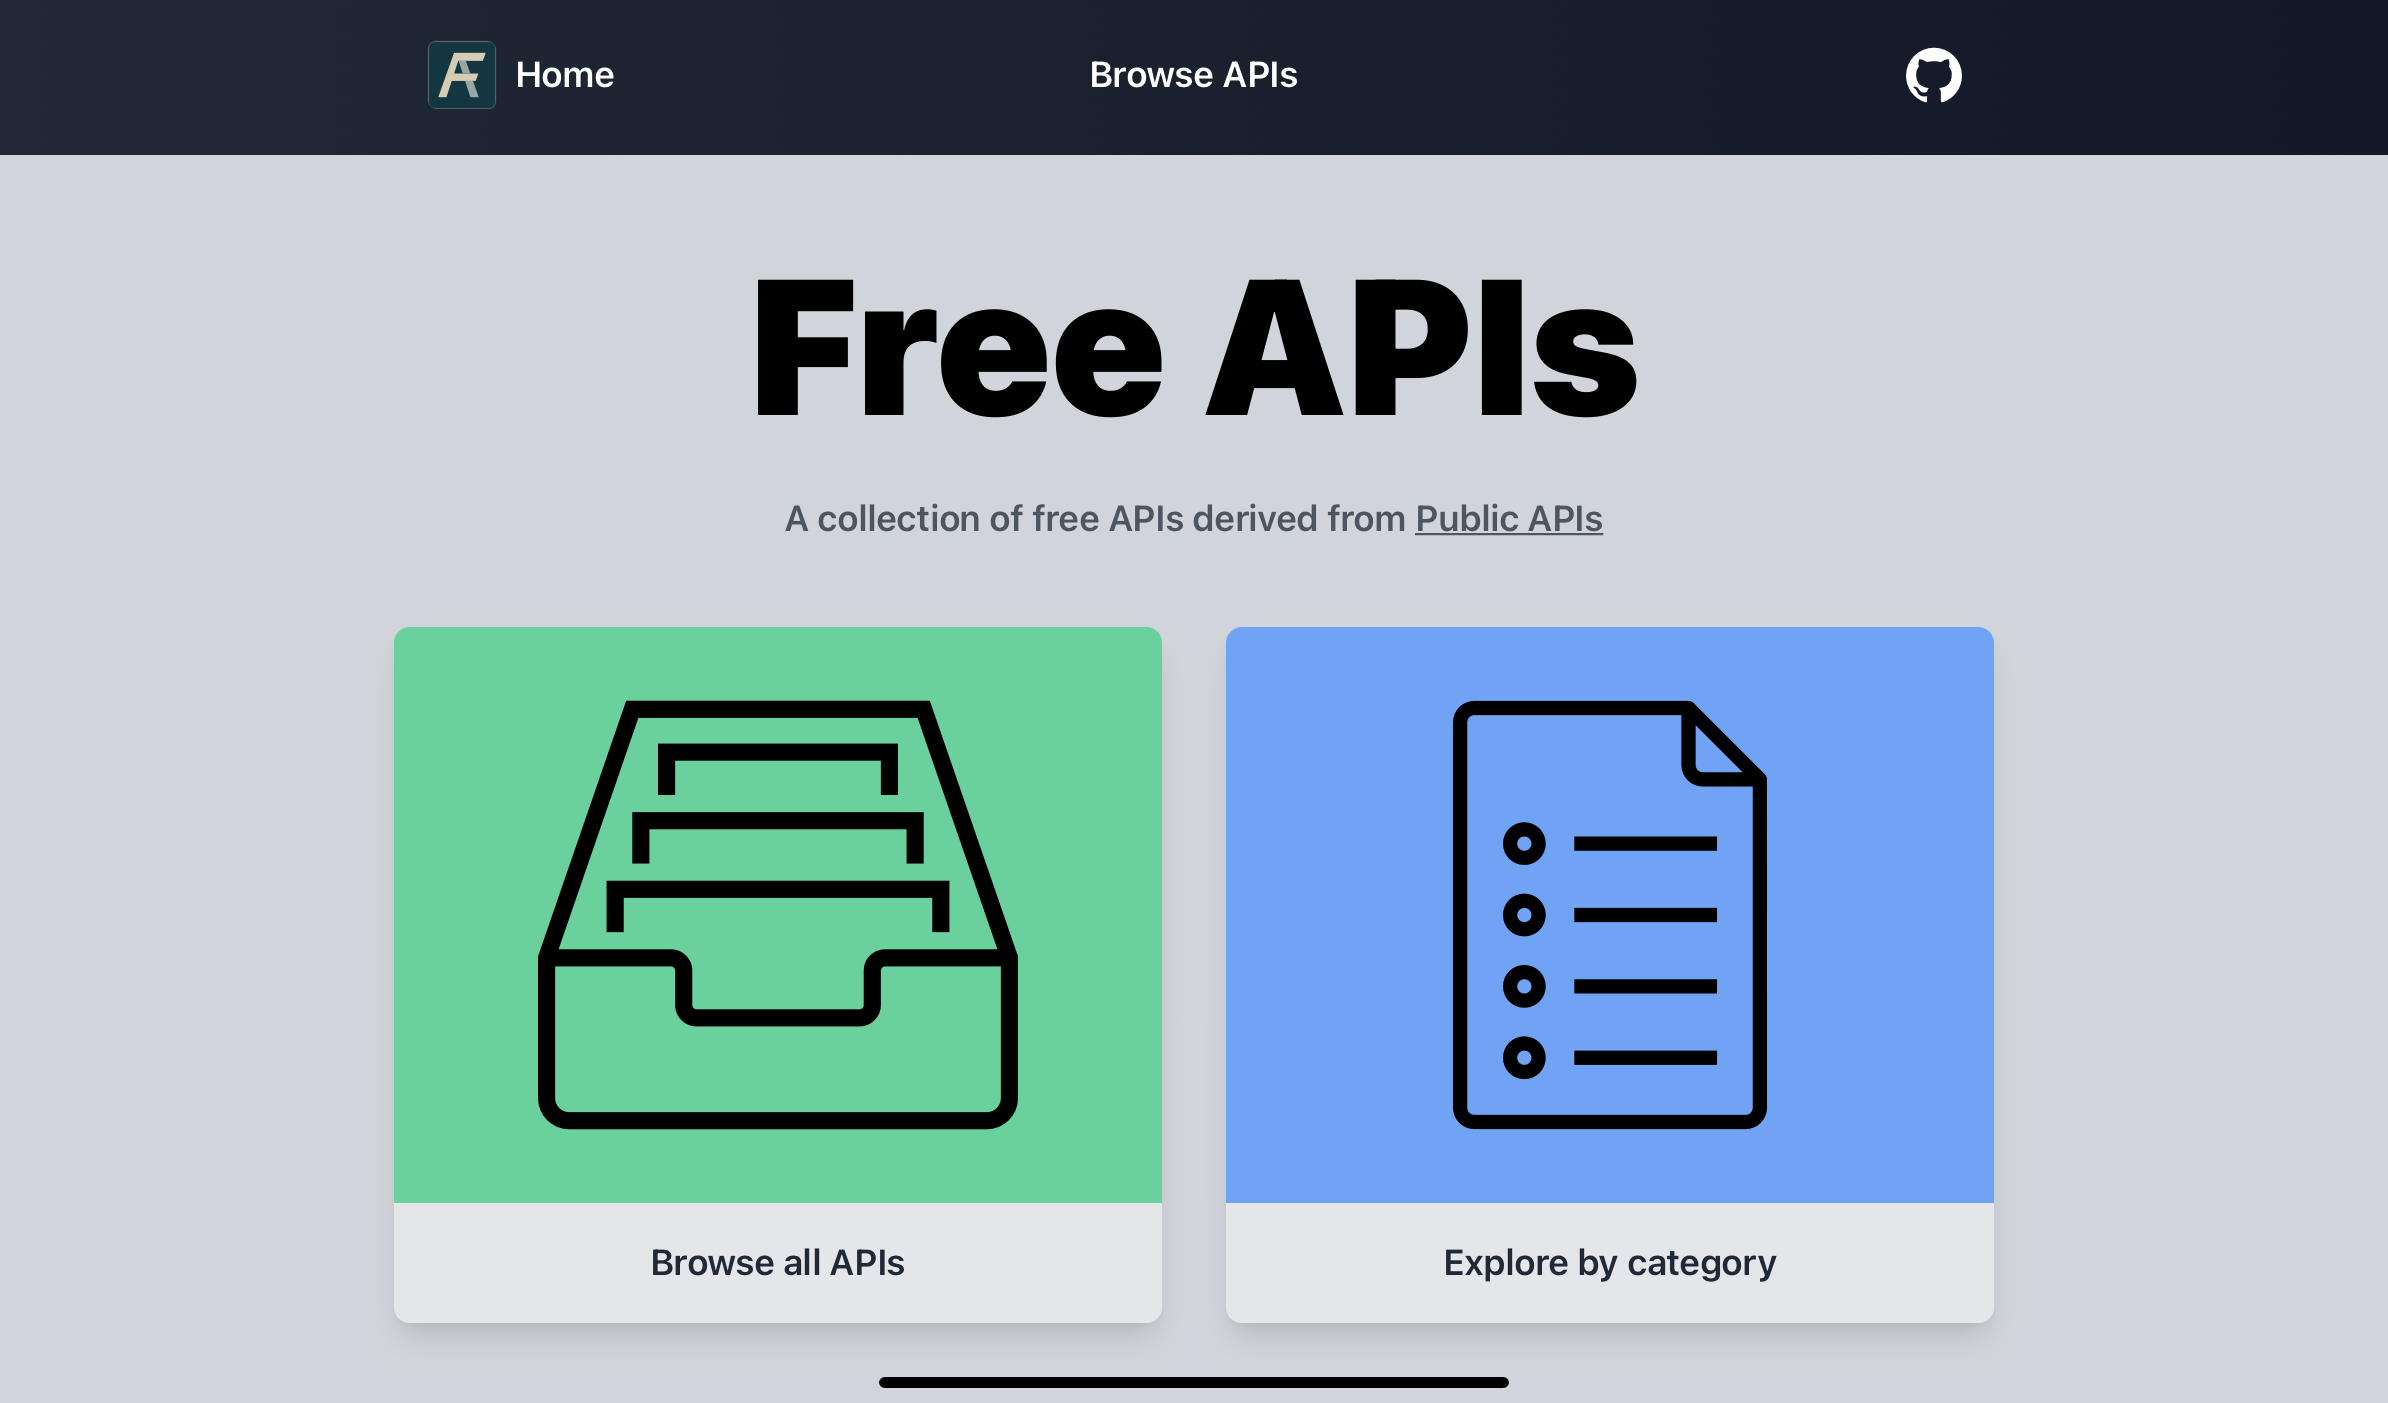 Home
Browse APIs
Free APIs
A collection of free APIs derived from Public APIs
Browse all APIs
Explore by category